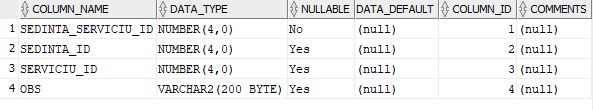 COLUMN_NAME DATA_TYPE NULLABLE DATA_DEFAULT COLUMN_ID COMMENTS
1 SEDINTA_SERVICIU_ID NUMBER(4,0) No (null) 1 (null)
2 SEDINTA_ID NUMBER(4,0) Yes (null) 2 (null)
3 SERVICIU_ID NUMBER(4,0) Yes (null) 3 (null)
4 OBS VARCHAR2(200 BYTE) Yes (null) 4 (null)